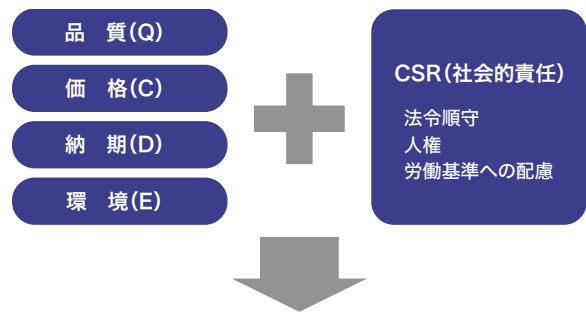 品　質(Q)
価　格(C)
納　期(D)
環　境(E)
CSR(社会的責任)
法令順守
人権
労働基準への配慮